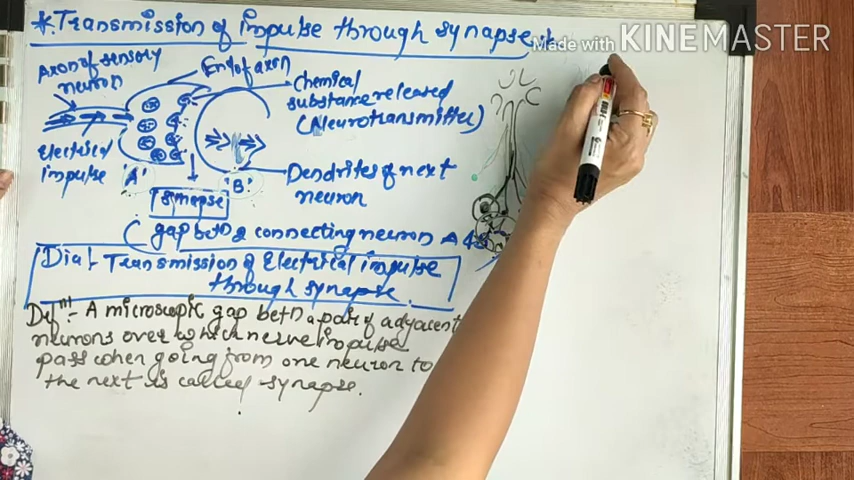 * Transmission of impulse through synapse :-
Made with KINEMASTER
Axon of sensory
neuron
End of axon
Chemical
substance released
(Neurotransmitter)
Electrical
impulse
'A'
'B'
Dendrites of next
neuron
Synapse
( gap betn 2 connecting neuron A &
Dia :- Transmission of Electrical impulse
through synapse.
Defn :- A microscopic gap betn a pair of adjacent
neurons over which nerve impulse
pass when going from one neuron to
the next is called synapse.